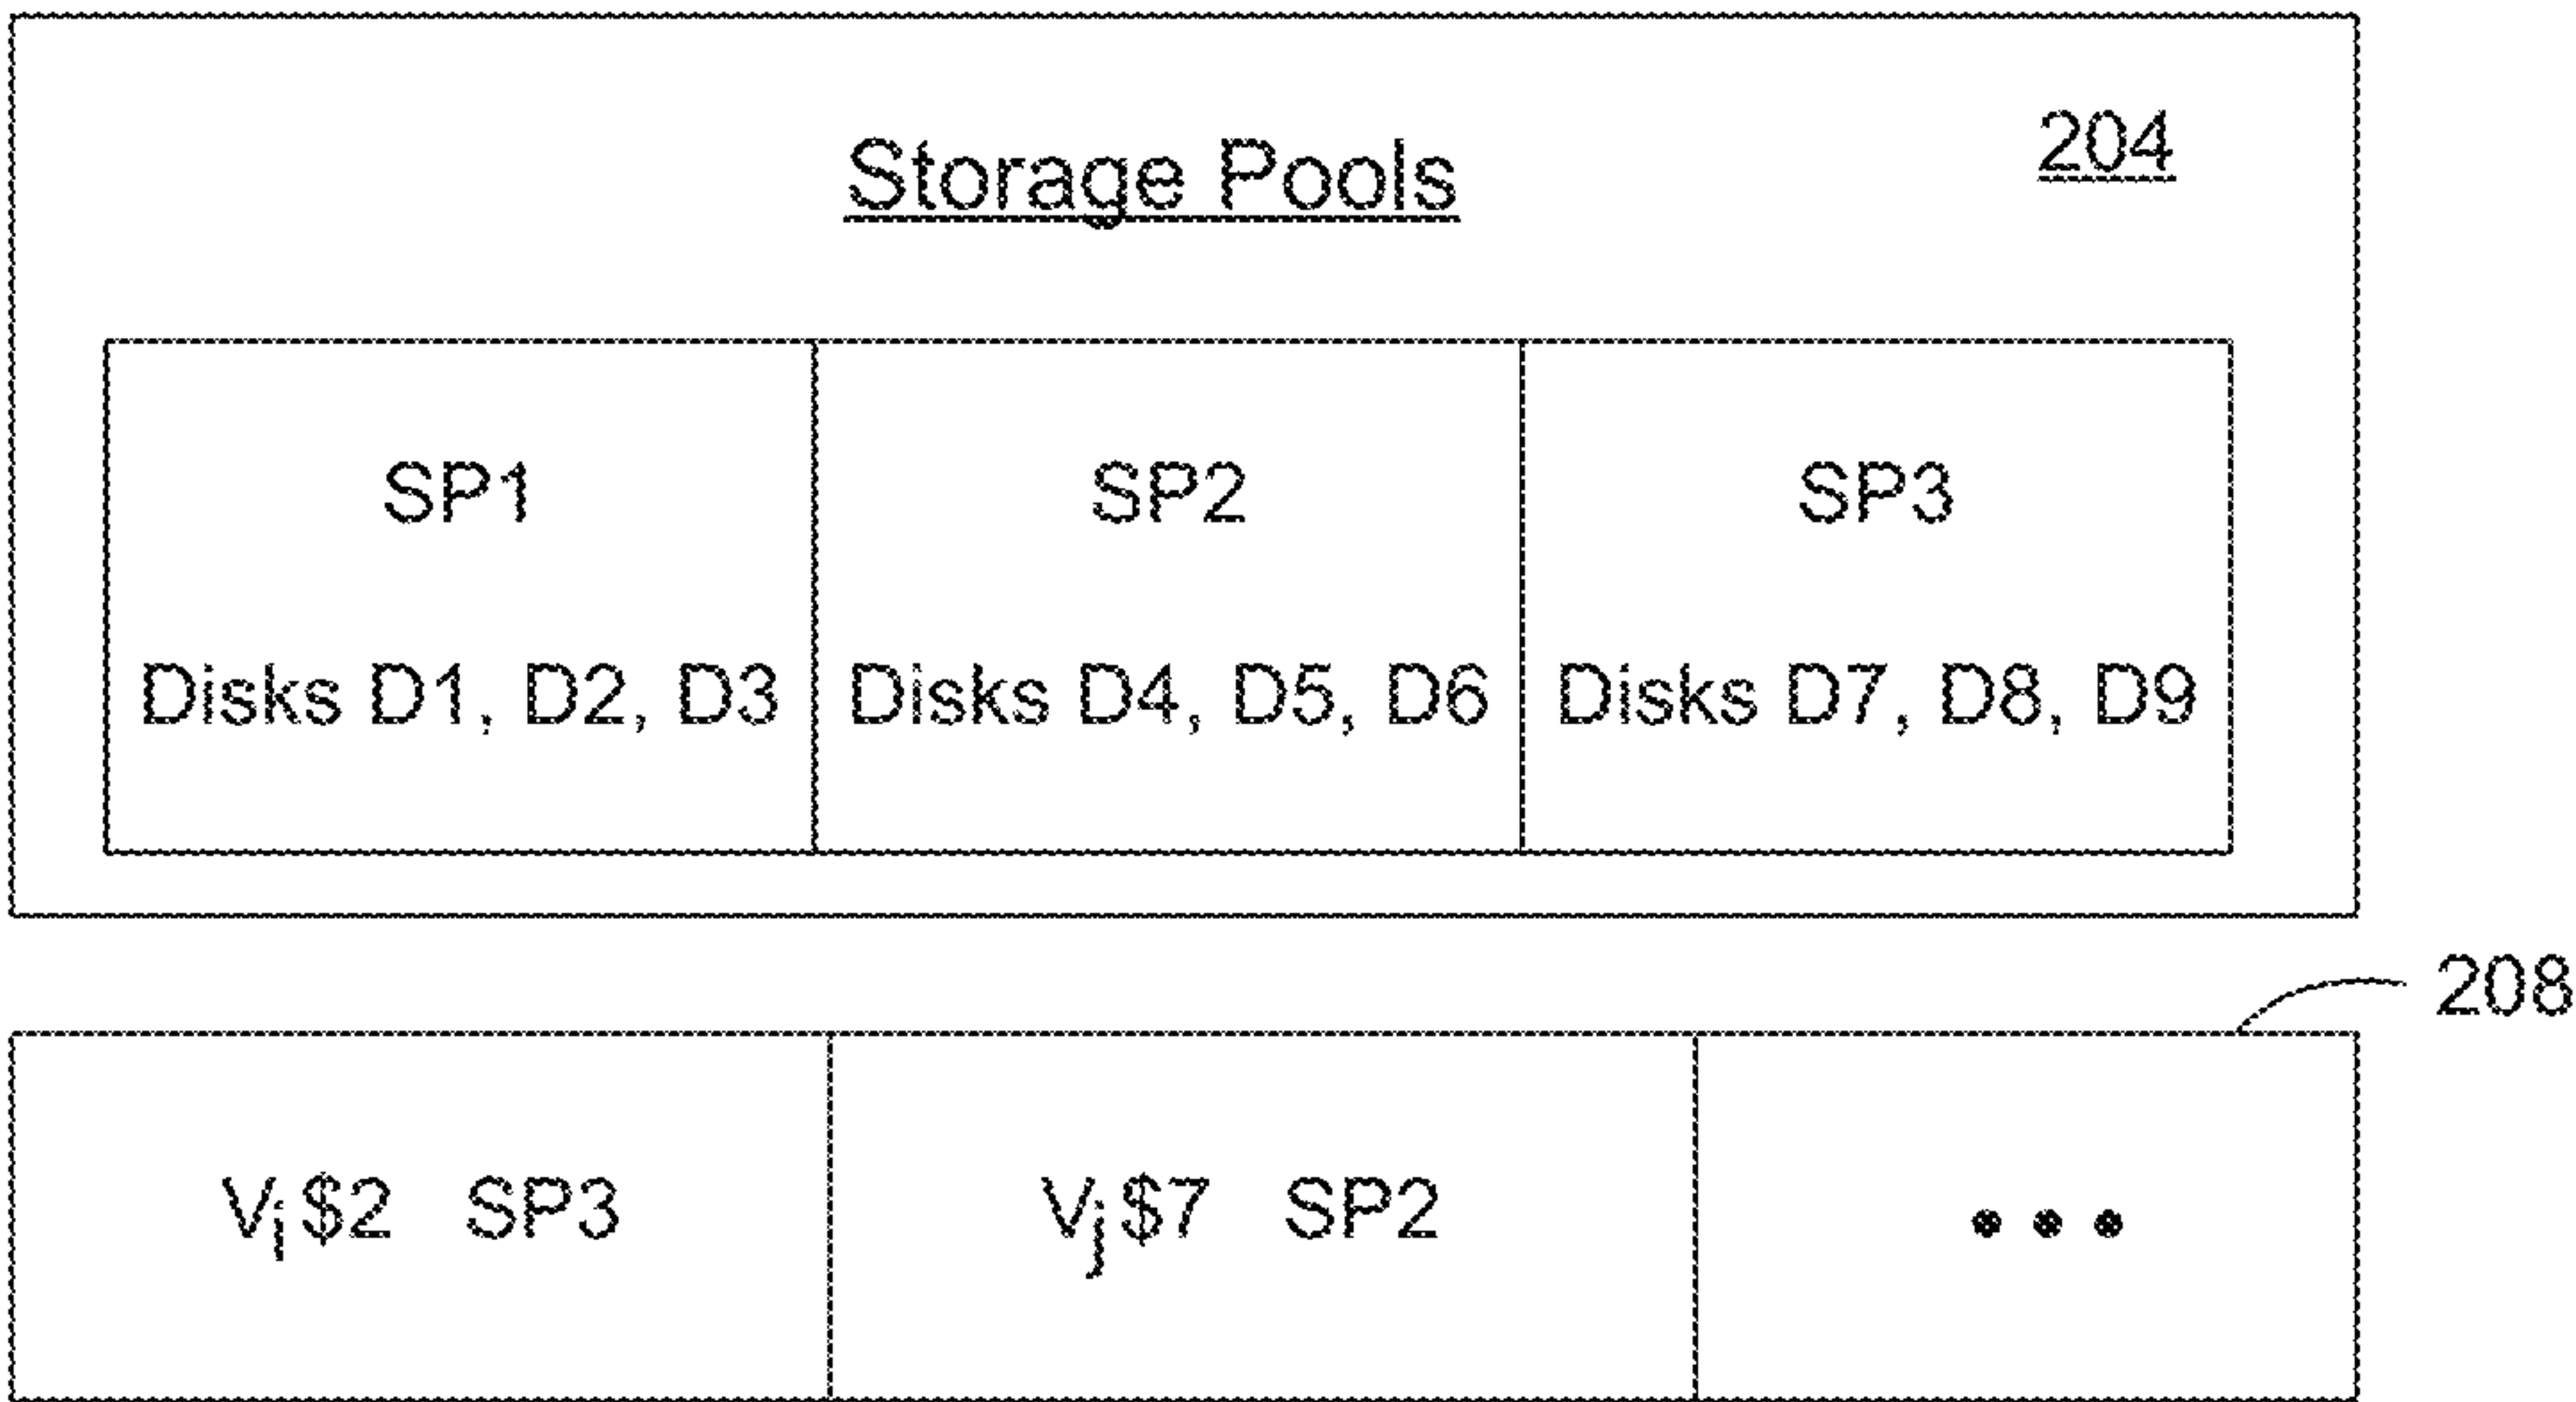 Storage Pools
204
SP1
SP2
SP3
Disks D1, D2, D3
Disks D4, D5, D6
Disks D7, D8, D9
208
Vi$2 SP3
Vj$7 SP2
•••